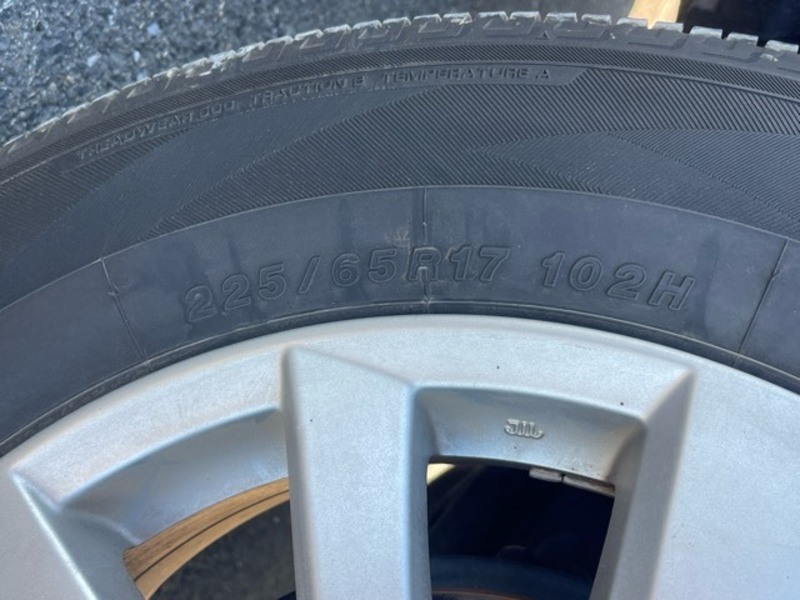 TREADWEAR 300 TRACTION B TEMPERATURE A
225/65R17 102H